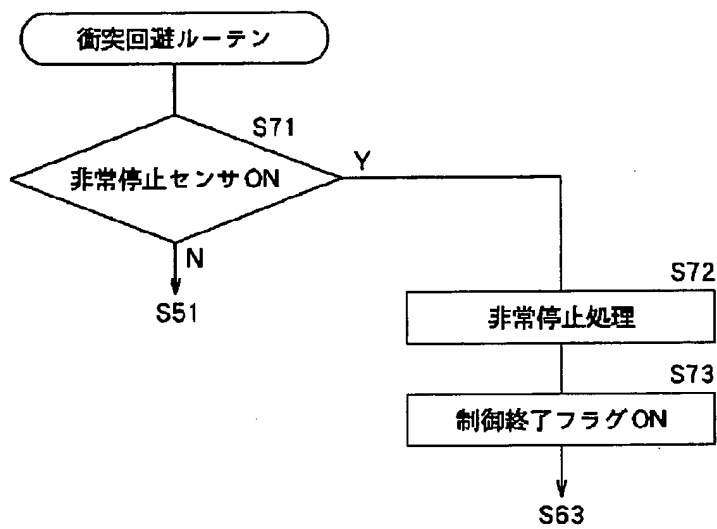 衝突回避ルーテン
S71
非常停止センサON
Y
N
S51
S72
非常停止処理
S73
制御終了フラグON
S63